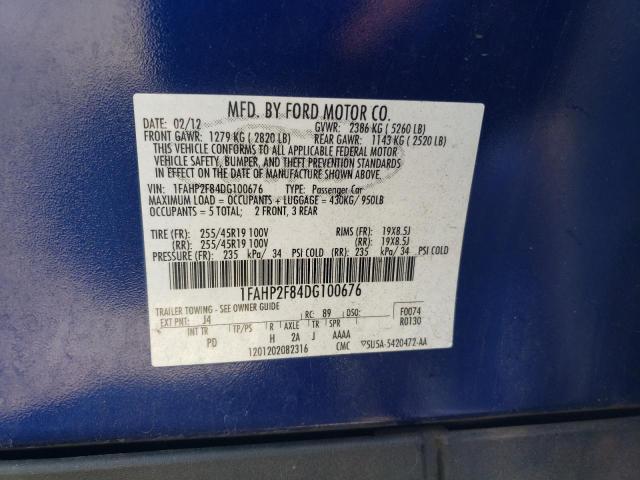 MFD. BY FORD MOTOR CO.
DATE: 02/12 GVWR: 2386 KG ( 5260 LB)
FRONT GAWR: 1279 KG ( 2820 LB) REAR GAWR: 1143 KG ( 2520 LB)
THIS VEHICLE CONFORMS TO ALL APPLICABLE FEDERAL MOTOR
VEHICLE SAFETY, BUMPER, AND THEFT PREVENTION STANDARDS
IN EFFECT ON THE DATE OF MANUFACTURE SHOWN ABOVE.
VIN: 1FAHP2F84DG100676 TYPE: Passenger Car
MAXIMUM LOAD = OCCUPANTS + LUGGAGE = 430KG/ 950LB
OCCUPANTS = 5 TOTAL; 2 FRONT, 3 REAR
TIRE (FR): 255/45R19 100V RIMS (FR): 19X8.5J
(RR): 255/45R19 100V (RR): 19X8.5J
PRESSURE (FR): 235 kPa/ 34 PSI COLD (RR): 235 kPa/ 34 PSI COLD
1FAHP2F84DG100676
TRAILER TOWING - SEE OWNER GUIDE
EXT PNT: J4 RC: 89 DSO: F0074
INT TR TP/PS R AXLE TR SPR R0130
PD H 2A J AAAA
1201202082316 CMC ▽5U5A-5420472-AA